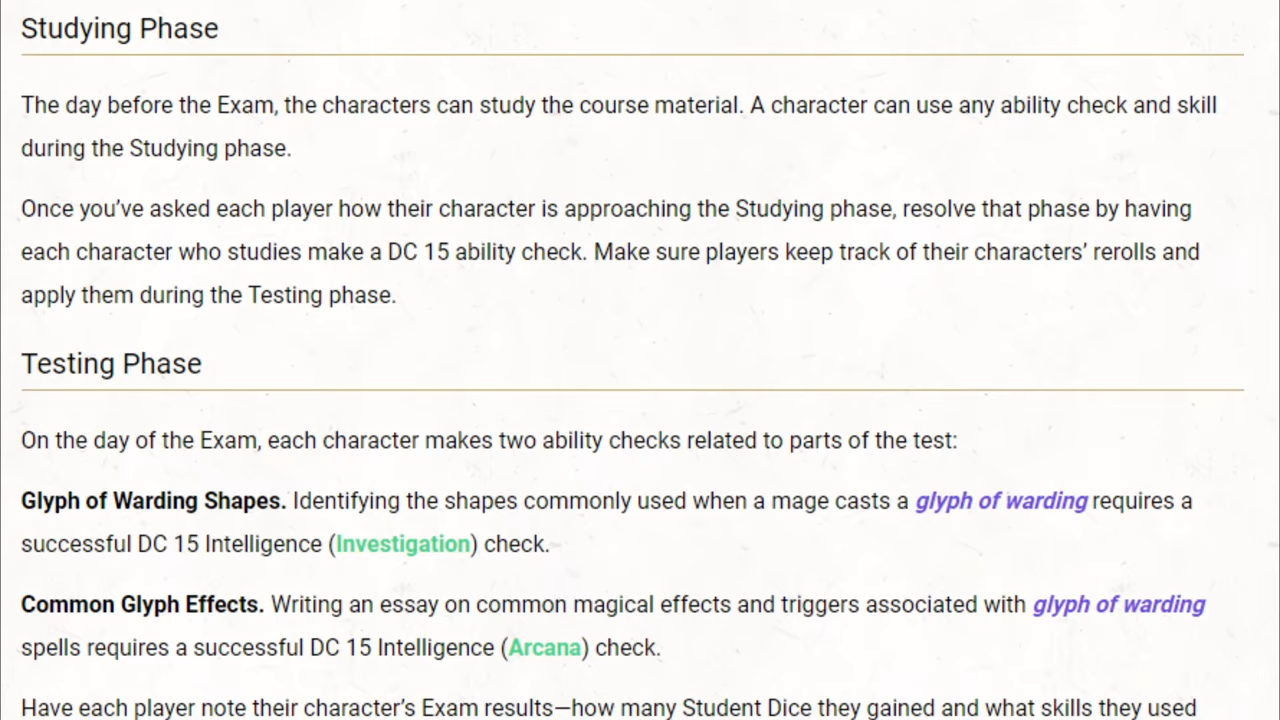 Studying Phase
The day before the Exam, the characters can study the course material. A character can use any ability check and skill
during the Studying phase.
Once you’ve asked each player how their character is approaching the Studying phase, resolve that phase by having
each character who studies make a DC 15 ability check. Make sure players keep track of their characters’ rerolls and
apply them during the Testing phase.
Testing Phase
On the day of the Exam, each character makes two ability checks related to parts of the test:
Glyph of Warding Shapes. Identifying the shapes commonly used when a mage casts a glyph of warding requires a
successful DC 15 Intelligence (Investigation) check.
Common Glyph Effects. Writing an essay on common magical effects and triggers associated with glyph of warding
spells requires a successful DC 15 Intelligence (Arcana) check.
Have each player note their character’s Exam results—how many Student Dice they gained and what skills they used